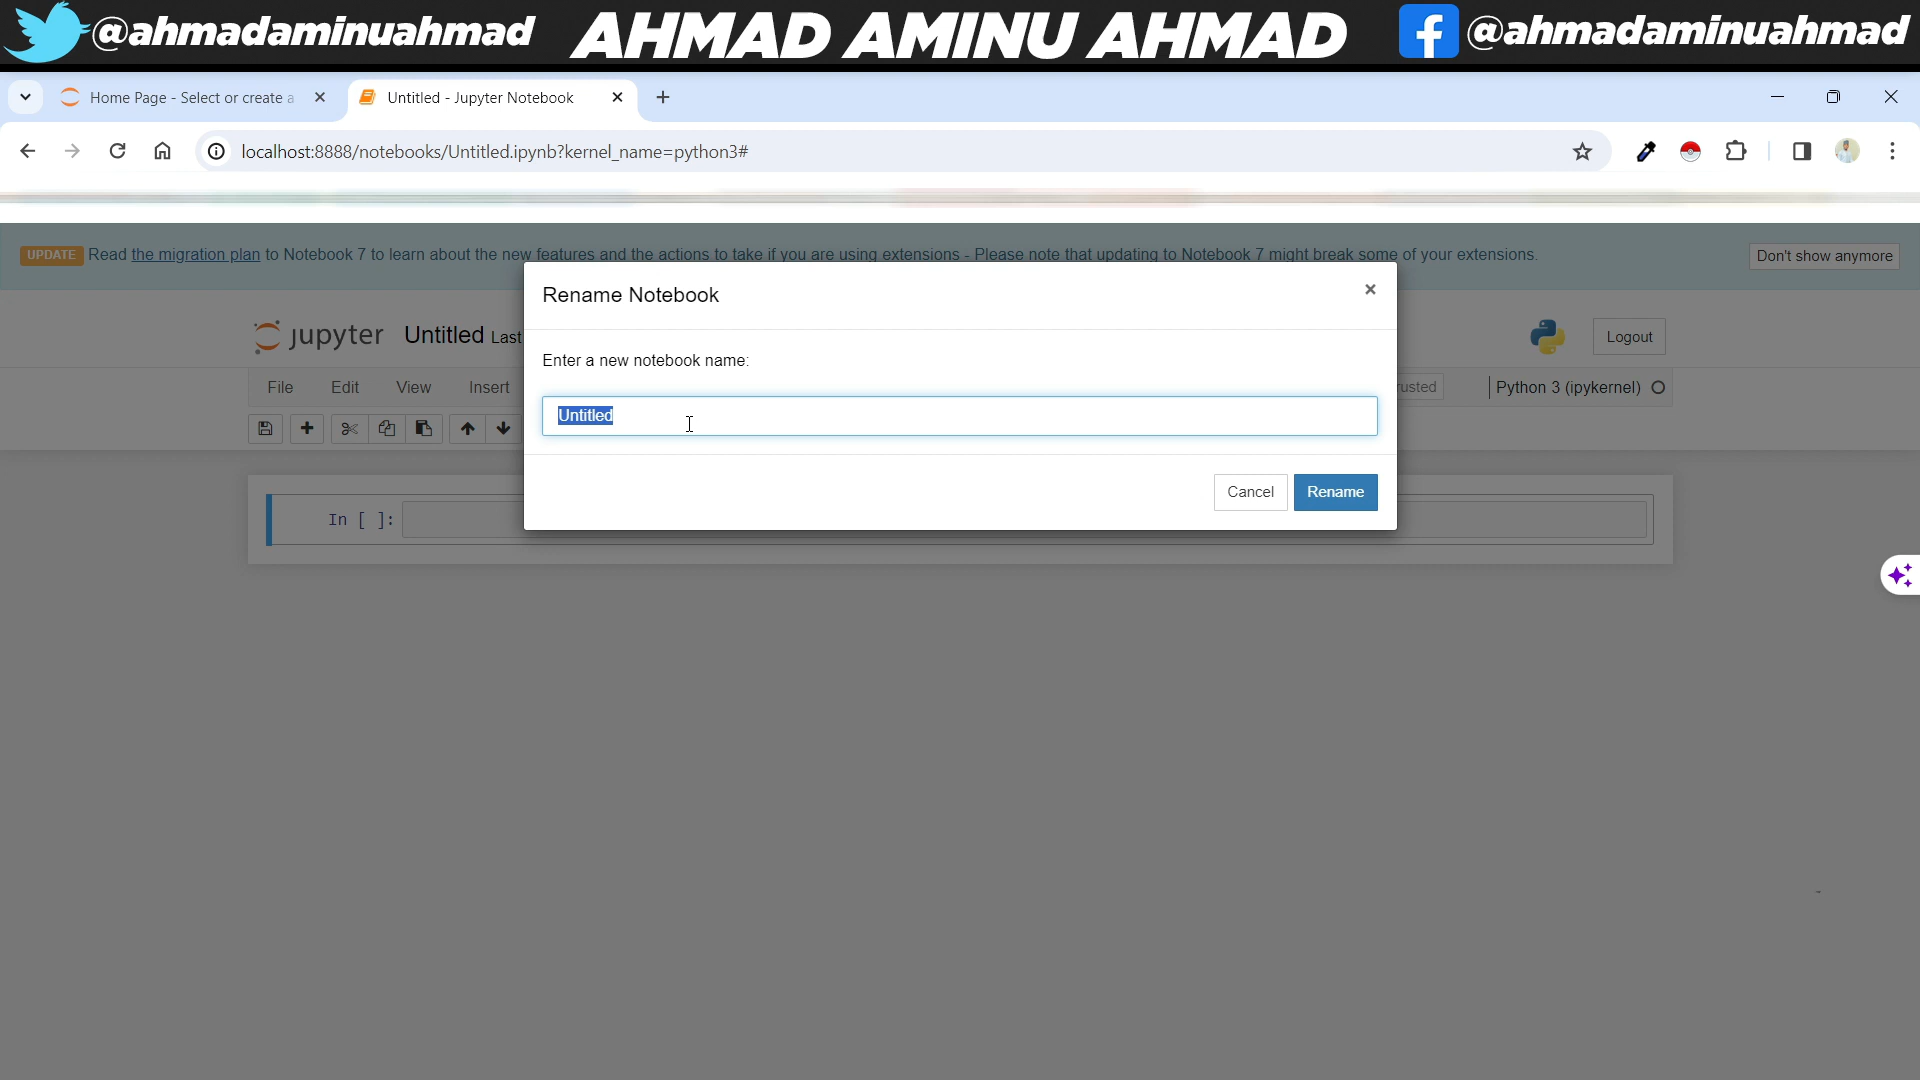 @ahmadaminuahmad AHMAD AMINU AHMAD @ahmadaminuahmad
Home Page - Select or create a
Untitled - Jupyter Notebook
localhost:8888/notebooks/Untitled.ipynb?kernel_name=python3#
UPDATE Read the migration plan to Notebook 7 to learn about the new features and the actions to take if you are using extensions - Please note that updating to Notebook 7 might break some of your extensions.
Don't show anymore
Rename Notebook
jupyter Untitled Last
Logout
Enter a new notebook name:
File Edit View Insert
rusted
Python 3 (ipykernel)
Untitled
Cancel Rename
In [ ]: